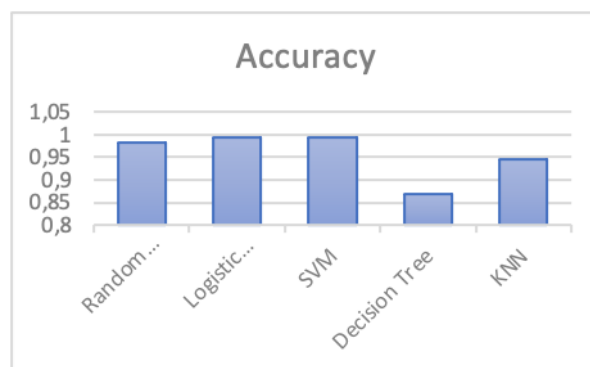 Accuracy
1,05
1
0,95
0,9
0,85
0,8
Random...
Logistic...
SVM
Decision Tree
KNN